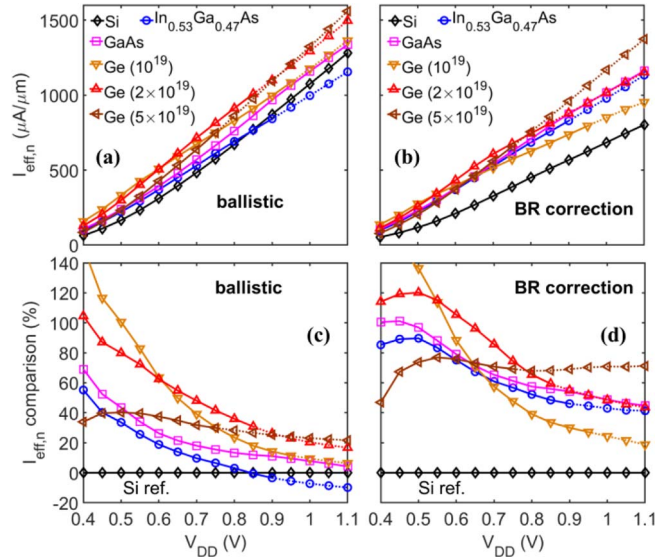 Si
In0.53Ga0.47As
GaAs
Ge (10^19)
Ge (2×10^19)
Ge (5×10^19)
(a)
ballistic
Ieff,n (μA/μm)
1500
1000
500
0
Si
In0.53Ga0.47As
GaAs
Ge (10^19)
Ge (2×10^19)
Ge (5×10^19)
(b)
BR correction
ballistic
(c)
Si ref.
Ieff,n comparison (%)
140
120
100
80
60
40
20
0
-20
0.4 0.5 0.6 0.7 0.8 0.9 1 1.1
VDD (V)
BR correction
(d)
Si ref.
0.4 0.5 0.6 0.7 0.8 0.9 1 1.1
VDD (V)